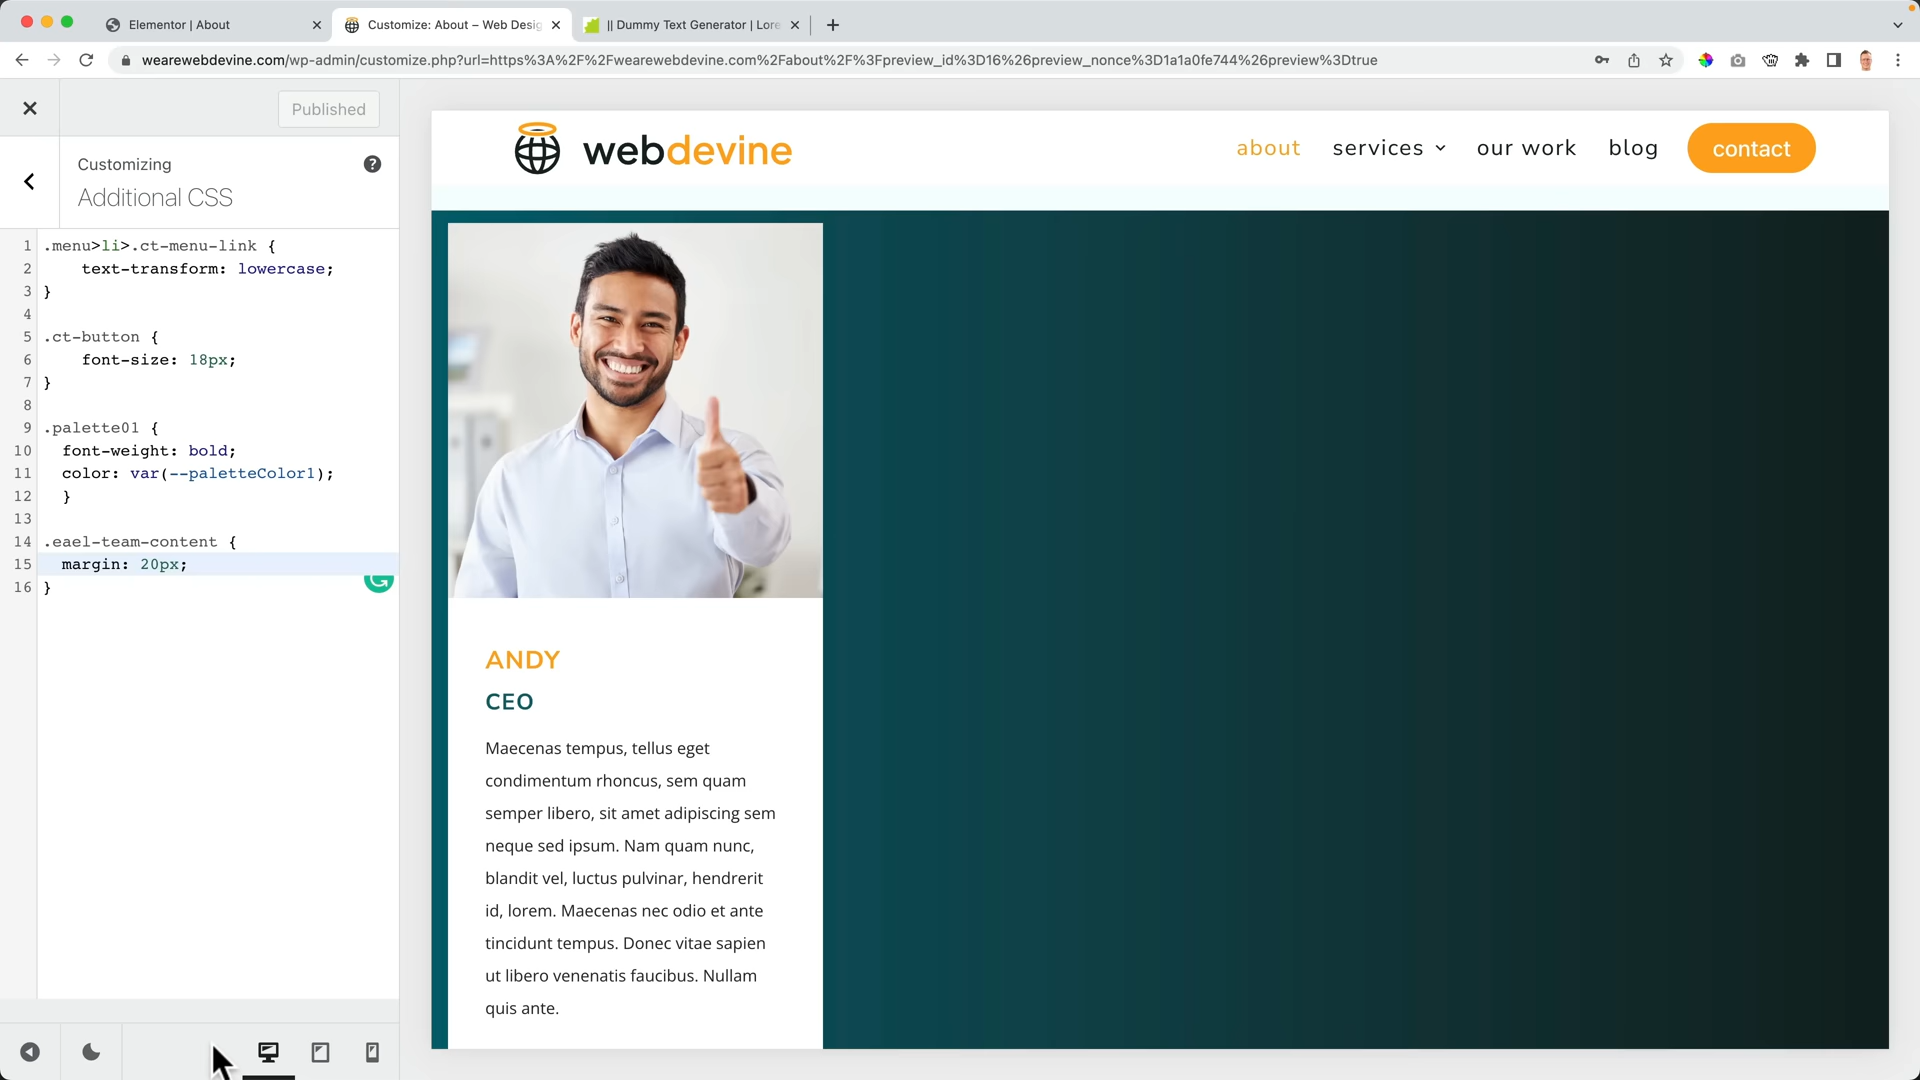 Elementor | About
Customize: About – Web Desig
|| Dummy Text Generator | Lore
wearewebdevine.com/wp-admin/customize.php?url=https%3A%2F%2Fwearewebdevine.com%2Fabout%2F%3Fpreview_id%3D16%26preview_nonce%3D1a1a0fe744%26preview%3Dtrue
Published
Customizing
Additional CSS
1 .menu>li>.ct-menu-link {
2 text-transform: lowercase;
3 }
4
5 .ct-button {
6 font-size: 18px;
7 }
8
9 .palette01 {
10 font-weight: bold;
11 color: var(--paletteColor1);
12 }
13
14 .eael-team-content {
15 margin: 20px;
16 }
webdevine
about services our work blog contact
ANDY
CEO
Maecenas tempus, tellus eget
condimentum rhoncus, sem quam
semper libero, sit amet adipiscing sem
neque sed ipsum. Nam quam nunc,
blandit vel, luctus pulvinar, hendrerit
id, lorem. Maecenas nec odio et ante
tincidunt tempus. Donec vitae sapien
ut libero venenatis faucibus. Nullam
quis ante.